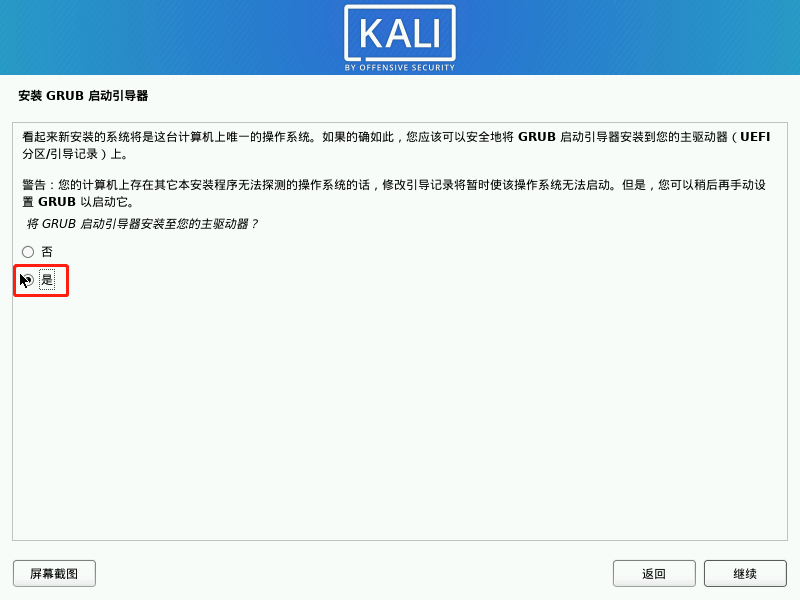 KALI
BY OFFENSIVE SECURITY
安装 GRUB 启动引导器
看起来新安装的系统将是这台计算机上唯一的操作系统。如果的确如此，您应该可以安全地将 GRUB 启动引导器安装到您的主驱动器（UEFI
分区/引导记录）上。
警告：您的计算机上存在其它本安装程序无法探测的操作系统的话，修改引导记录将暂时使该操作系统无法启动。但是，您可以稍后再手动设
置 GRUB 以启动它。
将 GRUB 启动引导器安装至您的主驱动器？
否
是
屏幕截图
返回
继续